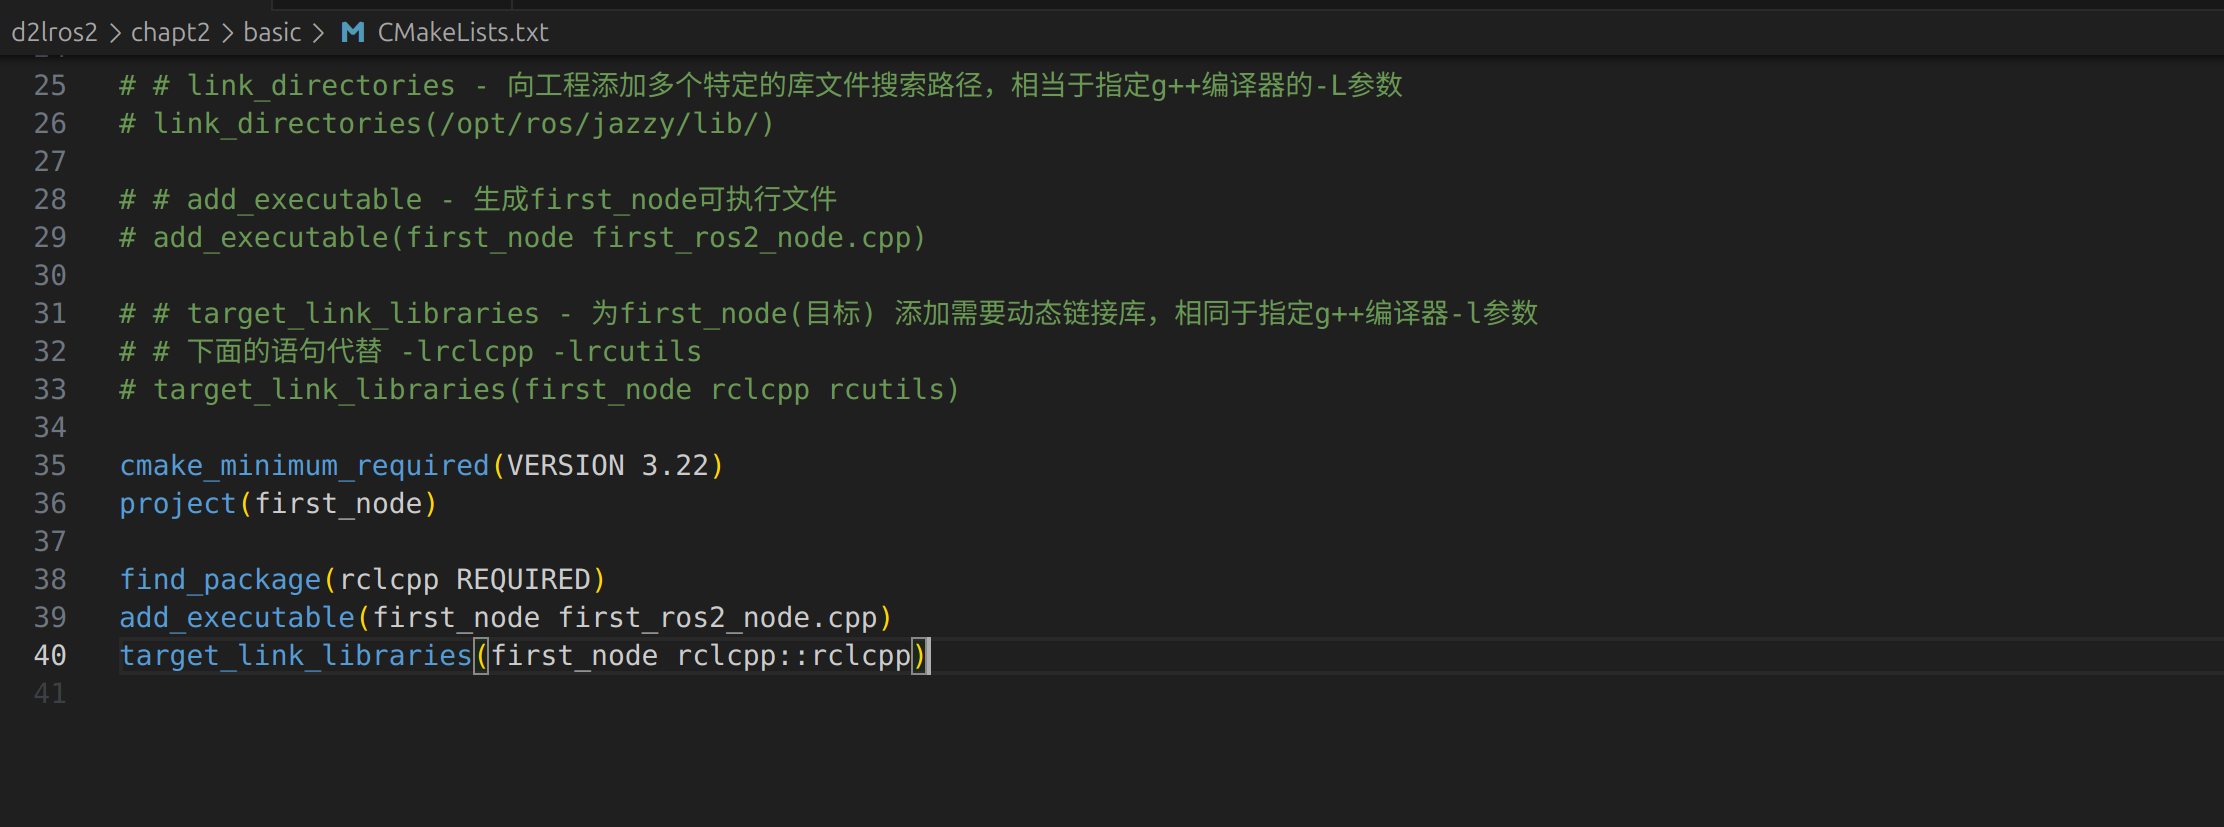 d2lros2 > chapt2 > basic > M CMakeLists.txt
25 # # link_directories - 向工程添加多个特定的库文件搜索路径，相当于指定g++编译器的-L参数
26 # link_directories(/opt/ros/jazzy/lib/)
27
28 # # add_executable - 生成first_node可执行文件
29 # add_executable(first_node first_ros2_node.cpp)
30
31 # # target_link_libraries - 为first_node(目标) 添加需要动态链接库，相同于指定g++编译器-l参数
32 # # 下面的语句代替 -lrclcpp -lrcutils
33 # target_link_libraries(first_node rclcpp rcutils)
34
35 cmake_minimum_required(VERSION 3.22)
36 project(first_node)
37
38 find_package(rclcpp REQUIRED)
39 add_executable(first_node first_ros2_node.cpp)
40 target_link_libraries(first_node rclcpp::rclcpp)
41